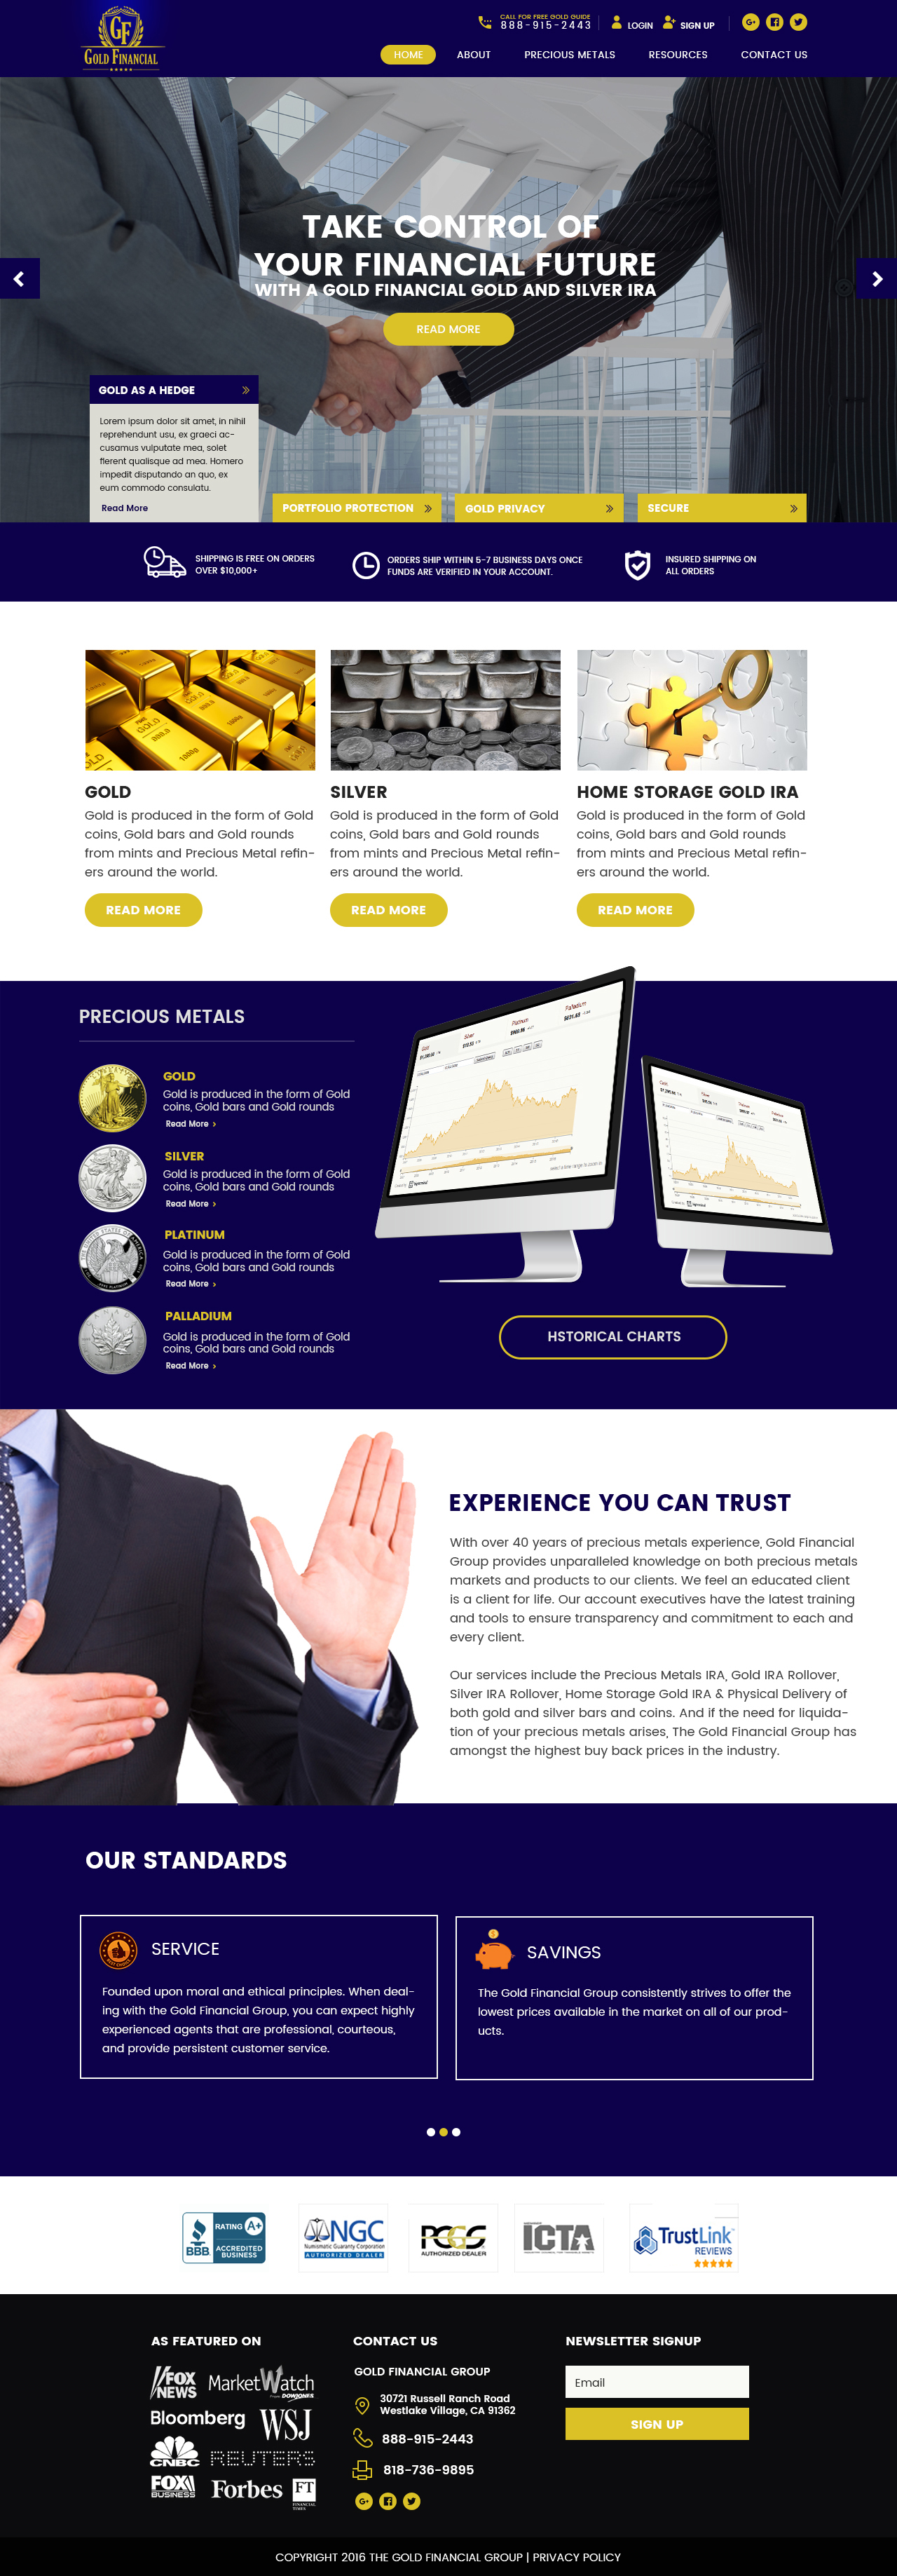 GF
GOLD FINANCIAL
CALL FOR FREE GOLD GUIDE
888-915-2443
LOGIN
SIGN UP
HOME
ABOUT
PRECIOUS METALS
RESOURCES
CONTACT US
TAKE CONTROL OF
YOUR FINANCIAL FUTURE
WITH A GOLD FINANCIAL GOLD AND SILVER IRA
READ MORE
GOLD AS A HEDGE
Lorem ipsum dolor sit amet, in nihil
reprehendunt usu, ex graeci ac-
cusamus vulputate mea, solet
fierent qualisque ad mea. Homero
impedit disputando an quo, ex
eum commodo consulatu.
Read More
PORTFOLIO PROTECTION
GOLD PRIVACY
SECURE
SHIPPING IS FREE ON ORDERS
OVER $10,000+
ORDERS SHIP WITHIN 5-7 BUSINESS DAYS ONCE
FUNDS ARE VERIFIED IN YOUR ACCOUNT.
INSURED SHIPPING ON
ALL ORDERS
GOLD
Gold is produced in the form of Gold
coins, Gold bars and Gold rounds
from mints and Precious Metal refin-
ers around the world.
READ MORE
SILVER
Gold is produced in the form of Gold
coins, Gold bars and Gold rounds
from mints and Precious Metal refin-
ers around the world.
READ MORE
HOME STORAGE GOLD IRA
Gold is produced in the form of Gold
coins, Gold bars and Gold rounds
from mints and Precious Metal refin-
ers around the world.
READ MORE
PRECIOUS METALS
GOLD
Gold is produced in the form of Gold
coins, Gold bars and Gold rounds
Read More
SILVER
Gold is produced in the form of Gold
coins, Gold bars and Gold rounds
Read More
PLATINUM
Gold is produced in the form of Gold
coins, Gold bars and Gold rounds
Read More
PALLADIUM
Gold is produced in the form of Gold
coins, Gold bars and Gold rounds
Read More
Gold
Silver
Platinum
Palladium
HSTORICAL CHARTS
EXPERIENCE YOU CAN TRUST
With over 40 years of precious metals experience, Gold Financial
Group provides unparalleled knowledge on both precious metals
markets and products to our clients. We feel an educated client
is a client for life. Our account executives have the latest training
and tools to ensure transparency and commitment to each and
every client.
Our services include the Precious Metals IRA, Gold IRA Rollover,
Silver IRA Rollover, Home Storage Gold IRA & Physical Delivery of
both gold and silver bars and coins. And if the need for liquida-
tion of your precious metals arises, The Gold Financial Group has
amongst the highest buy back prices in the industry.
OUR STANDARDS
SERVICE
Founded upon moral and ethical principles. When deal-
ing with the Gold Financial Group, you can expect highly
experienced agents that are professional, courteous,
and provide persistent customer service.
SAVINGS
The Gold Financial Group consistently strives to offer the
lowest prices available in the market on all of our prod-
ucts.
BBB
RATING A+
ACCREDITED
BUSINESS
NGC
Numismatic Guaranty Corporation
AUTHORIZED DEALER
PCGS
AUTHORIZED DEALER
ICTA
TrustLink
REVIEWS
AS FEATURED ON
FOX
NEWS
MarketWatch
From DOWJONES
Bloomberg
WSJ
CNBC
REUTERS
FOX
BUSINESS
Forbes
FT
FINANCIAL
TIMES
CONTACT US
GOLD FINANCIAL GROUP
30721 Russell Ranch Road
Westlake Village, CA 91362
888-915-2443
818-736-9895
NEWSLETTER SIGNUP
Email
SIGN UP
COPYRIGHT 2016 THE GOLD FINANCIAL GROUP | PRIVACY POLICY